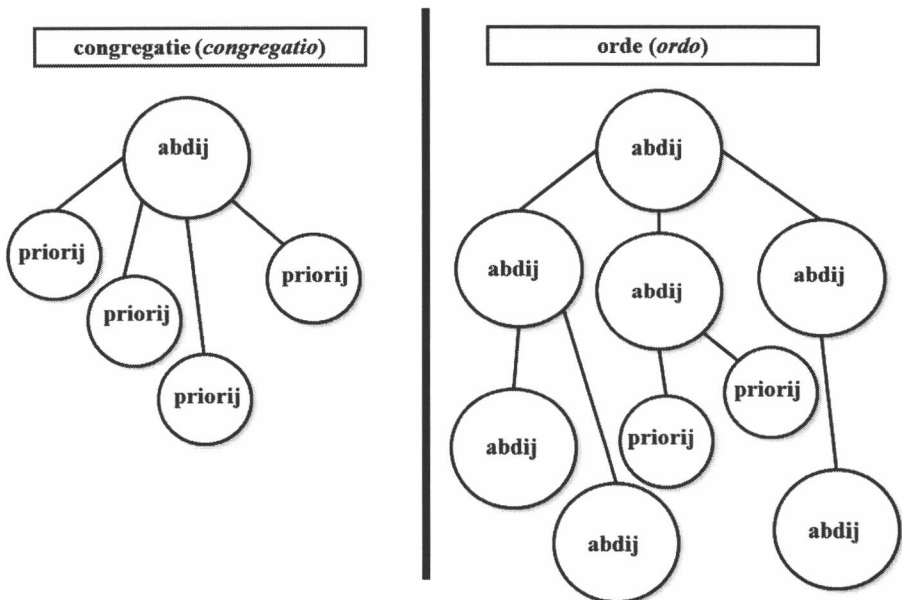 congregatie (congregatio)
abdij
priorij
priorij
priorij
priorij
orde (ordo)
abdij
abdij
abdij
abdij
abdij
priorij
priorij
abdij
abdij